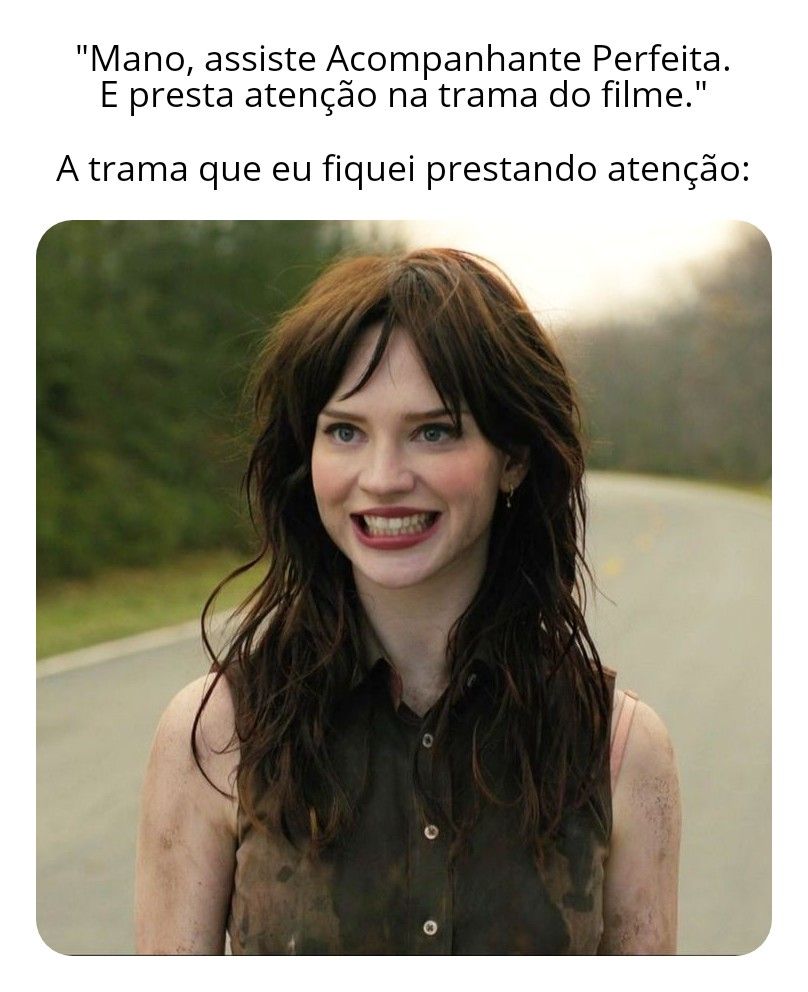 "Mano, assiste Acompanhante Perfeita.
E presta atenção na trama do filme."
A trama que eu fiquei prestando atenção: